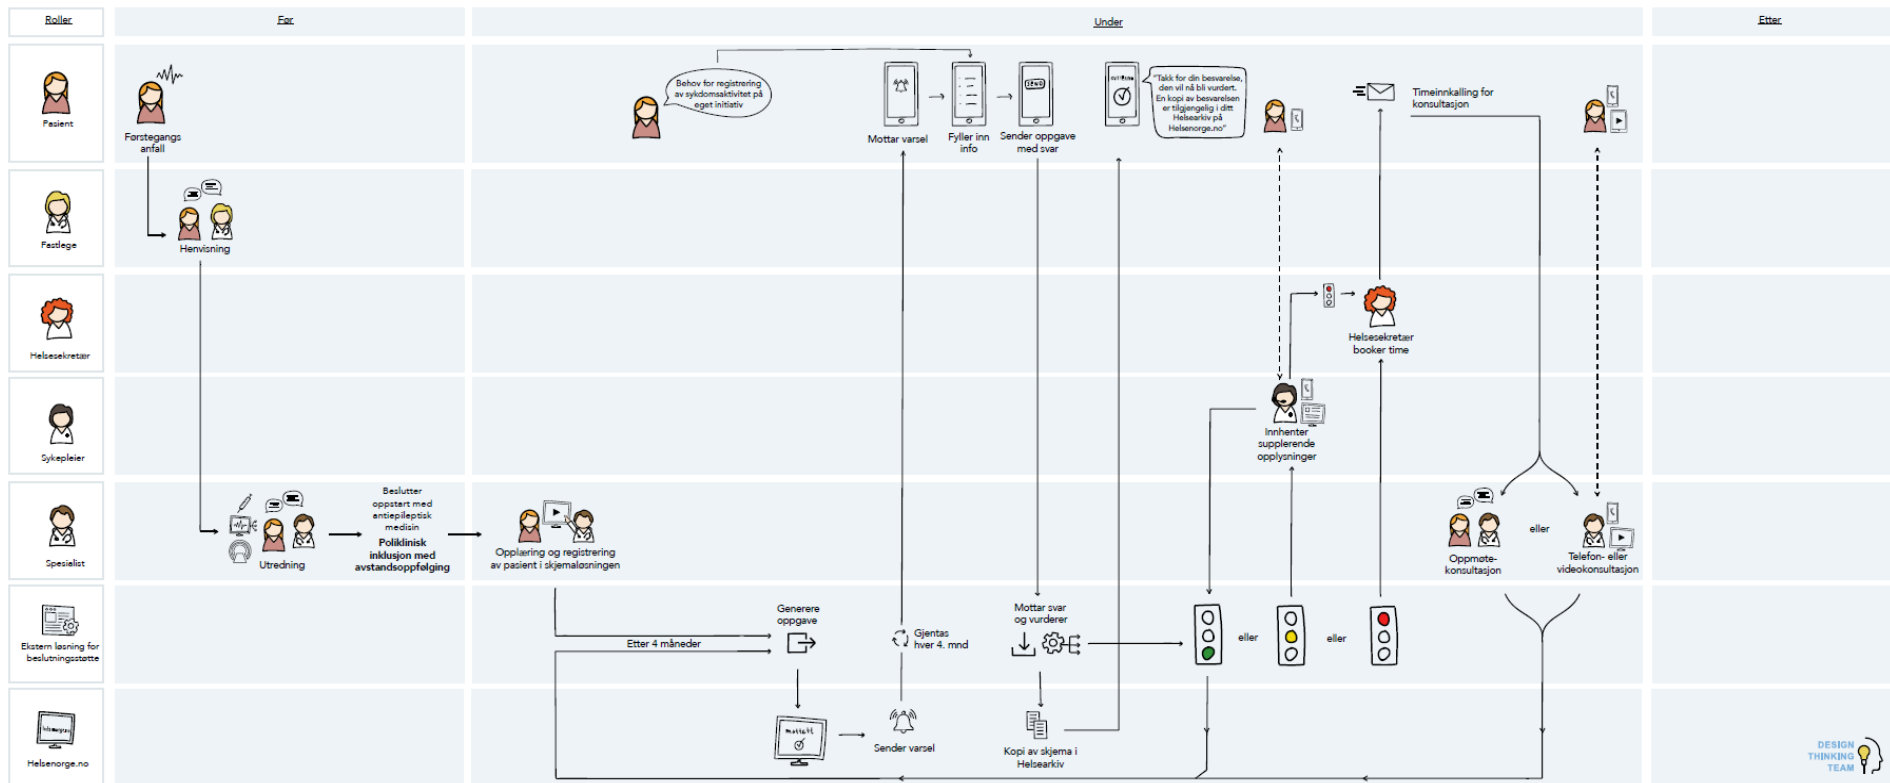 Roller
Før
Under
Etter
Pasient
Førstegangs
anfall
Behov for registrering
av sykdomsaktivitet på
eget initiativ
Mottar varsel
Fyller inn
info
SEND
Sender oppgave
med svar
"Takk for din besvarelse,
den vil nå bli vurdert.
En kopi av besvarelsen
er tilgjengelig i ditt
Helsearkiv på
Helsenorge.no"
Timeinnkalling for
konsultasjon
Fastlege
Henvisning
Helsesekretær
Helsesekretær
booker time
Sykepleier
Innhenter
supplerende
opplysninger
Spesialist
Utredning
Beslutter
oppstart med
antiepileptisk
medisin
Poliklinisk
inklusjon med
avstandsoppfølging
Opplæring og registrering
av pasient i skjemaløsningen
Oppmøte-
konsultasjon
eller
Telefon- eller
videokonsultasjon
Ekstern løsning for
beslutningsstøtte
Etter 4 måneder
Generere
oppgave
Gjentas
hver 4. mnd
Mottar svar
og vurderer
eller
eller
Helsenorge.no
mottatt
Sender varsel
Kopi av skjema i
Helsearkiv
DESIGN
THINKING
TEAM